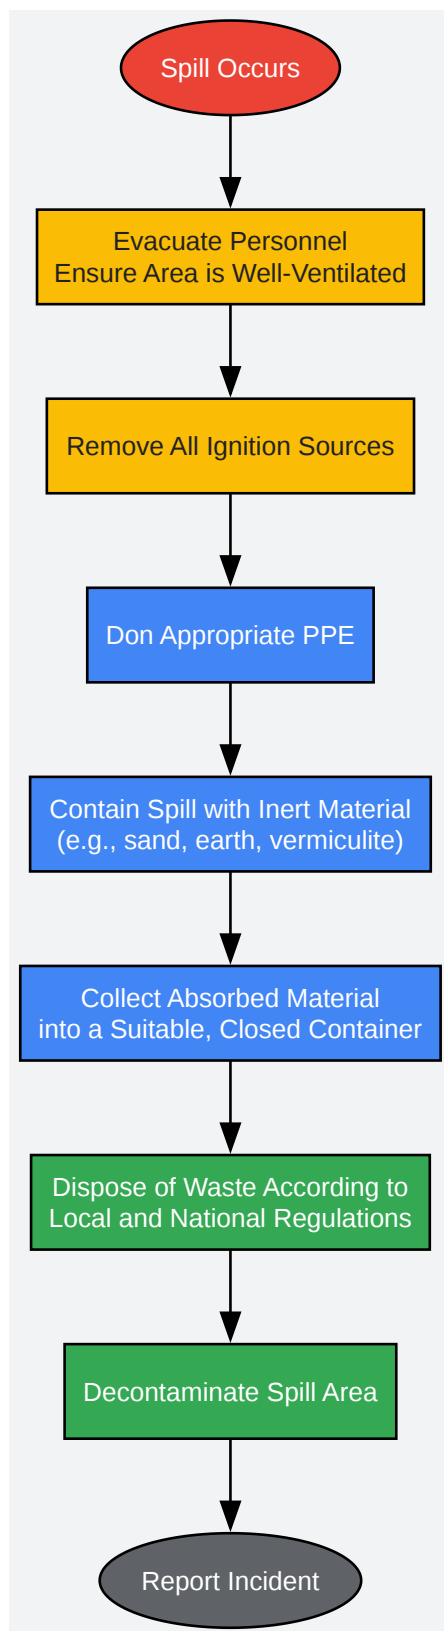 Spill Occurs
Evacuate Personnel
Ensure Area is Well-Ventilated
Remove All Ignition Sources
Don Appropriate PPE
Contain Spill with Inert Material
(e.g., sand, earth, vermiculite)
Collect Absorbed Material
into a Suitable, Closed Container
Dispose of Waste According to
Local and National Regulations
Decontaminate Spill Area
Report Incident